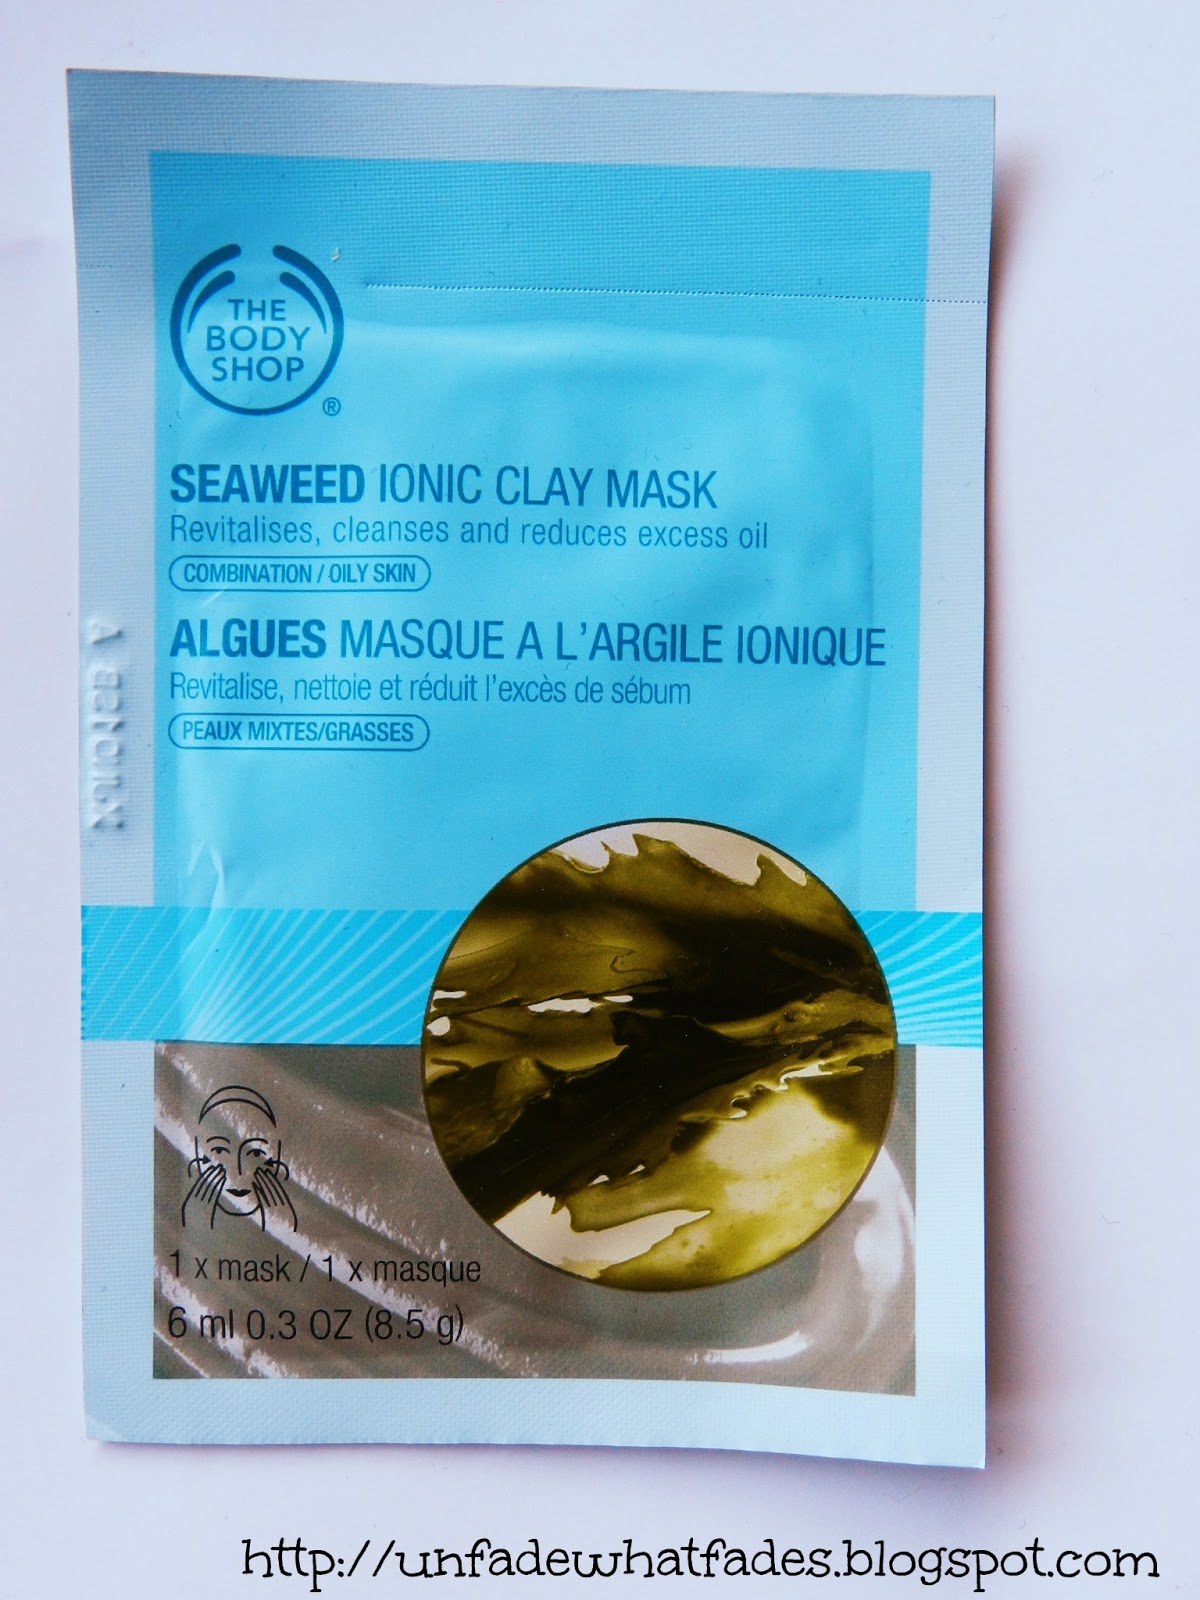 THE
BODY
SHOP
®
SEAWEED IONIC CLAY MASK
Revitalises, cleanses and reduces excess oil
COMBINATION / OILY SKIN
ALGUES MASQUE A L'ARGILE IONIQUE
Revitalise, nettoie et réduit l'excès de sébum
PEAUX MIXTES/GRASSES
1 x mask / 1 x masque
6 ml 0.3 OZ (8.5 g)
http://unfadewhatfades.blogspot.com